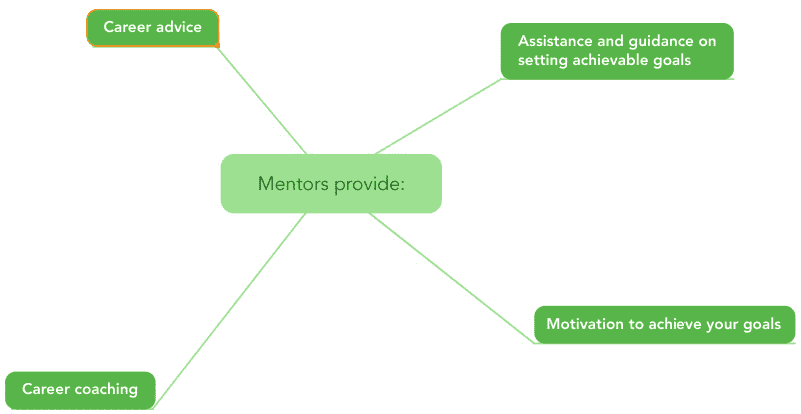 Career advice
Assistance and guidance on
setting achievable goals
Mentors provide:
Motivation to achieve your goals
Career coaching